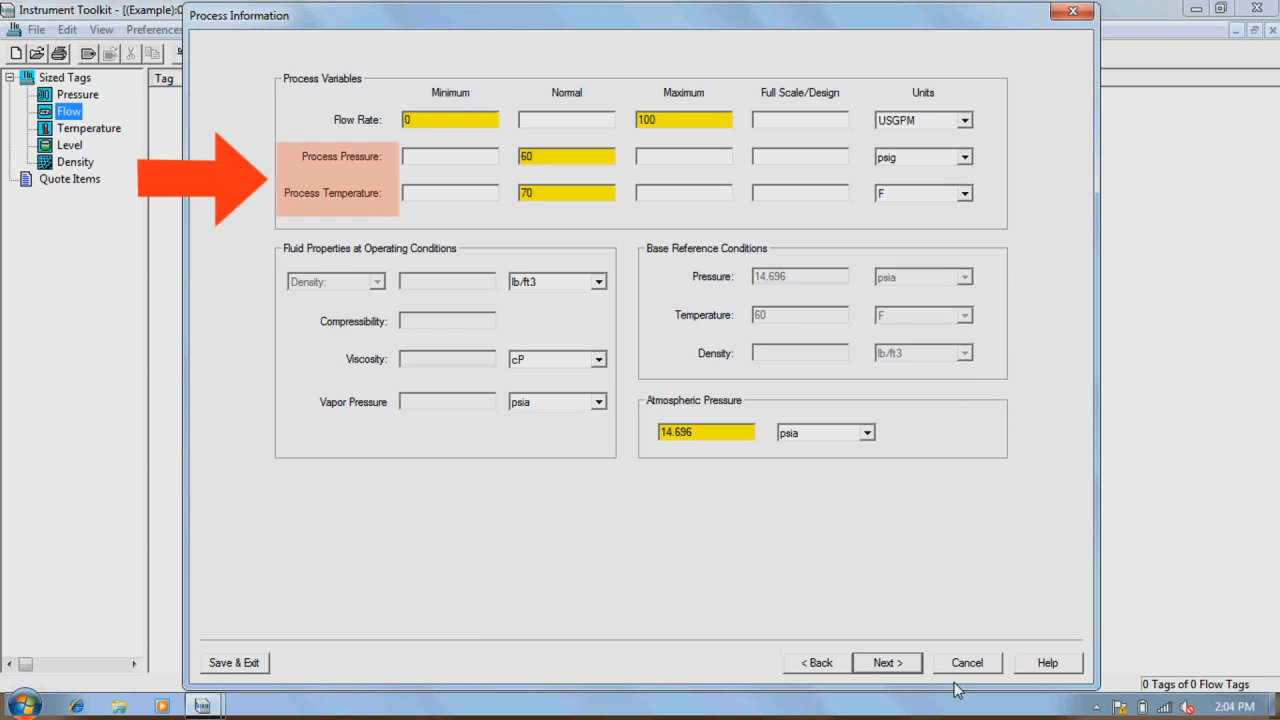 Instrument Toolkit - [(Example):0
Process Information
File Edit View Preferences
Sized Tags
Pressure
Flow
Temperature
Level
Density
Quote Items
Tag
Process Variables
Minimum Normal Maximum Full Scale/Design Units
Flow Rate: 0 100 USGPM
Process Pressure: 60 psig
Process Temperature: 70 F
Fluid Properties at Operating Conditions
Density: lb/ft3
Compressibility:
Viscosity: cP
Vapor Pressure psia
Base Reference Conditions
Pressure: 14.696 psia
Temperature: 60 F
Density: lb/ft3
Atmospheric Pressure
14.696 psia
Save & Exit < Back Next > Cancel Help
0 Tags of 0 Flow Tags
2:04 PM